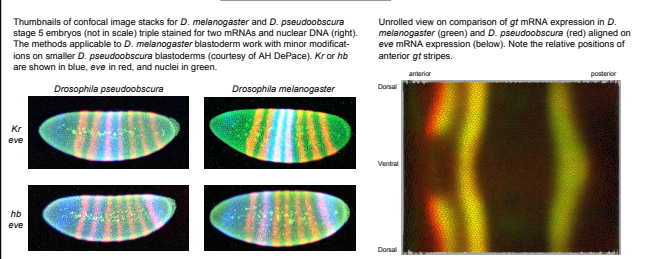 Thumbnails of confocal image stacks for D. melanogaster and D. pseudoobscura
stage 5 embryos (not in scale) triple stained for two mRNAs and nuclear DNA (right).
The methods applicable to D. melanogaster blastoderm work with minor modificat-
ions on smaller D. pseudoobscura blastoderms (courtesy of AH DePace). Kr or hb
are shown in blue, eve in red, and nuclei in green.
Drosophila pseudoobscura
Drosophila melanogaster
Kr
eve
hb
eve
Unrolled view on comparison of gt mRNA expression in D.
melanogaster (green) and D. pseudoobscura (red) aligned on
eve mRNA expression (below). Note the relative positions of
anterior gt stripes.
anterior
posterior
Dorsal
Ventral
Dorsal